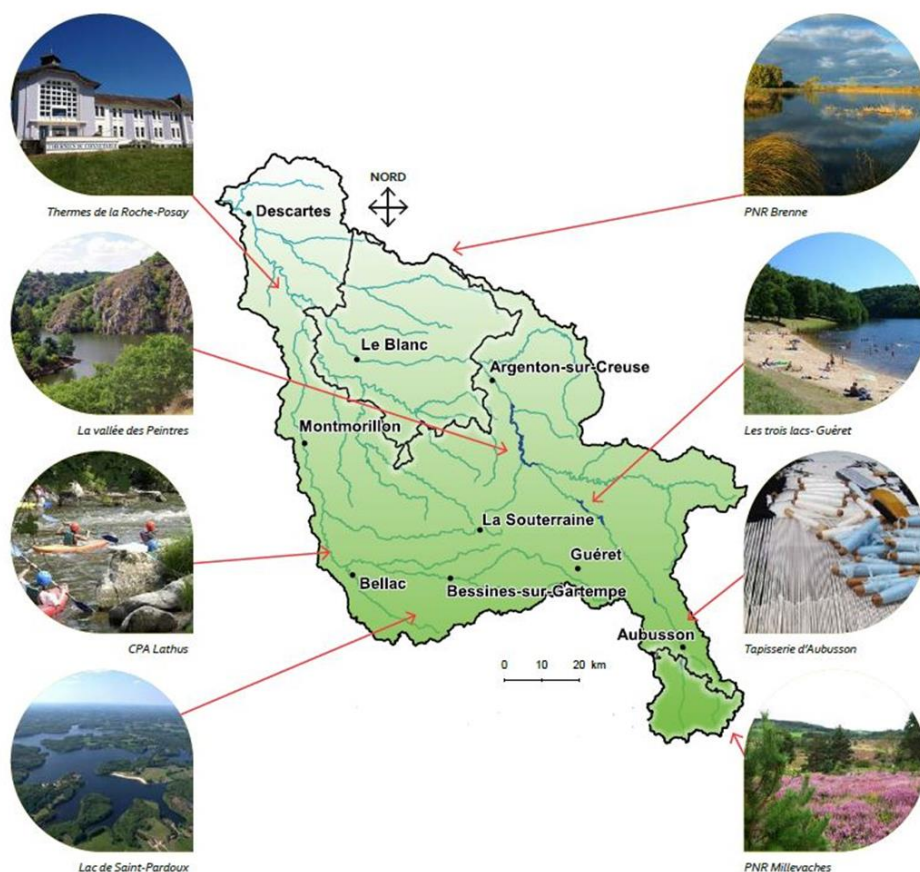 NORD
Descartes
Thermes de la Roche-Posay
PNR Brenne
Le Blanc
Argenton-sur-Creuse
La vallée des Peintres
Montmorillon
Les trois lacs- Guéret
La Souterraine
Guéret
Bellac
Bessines-sur-Gartempe
Aubusson
CPA Lathus
Tapisserie d'Aubusson
0 10 20 km
Lac de Saint-Pardoux
PNR Millevaches